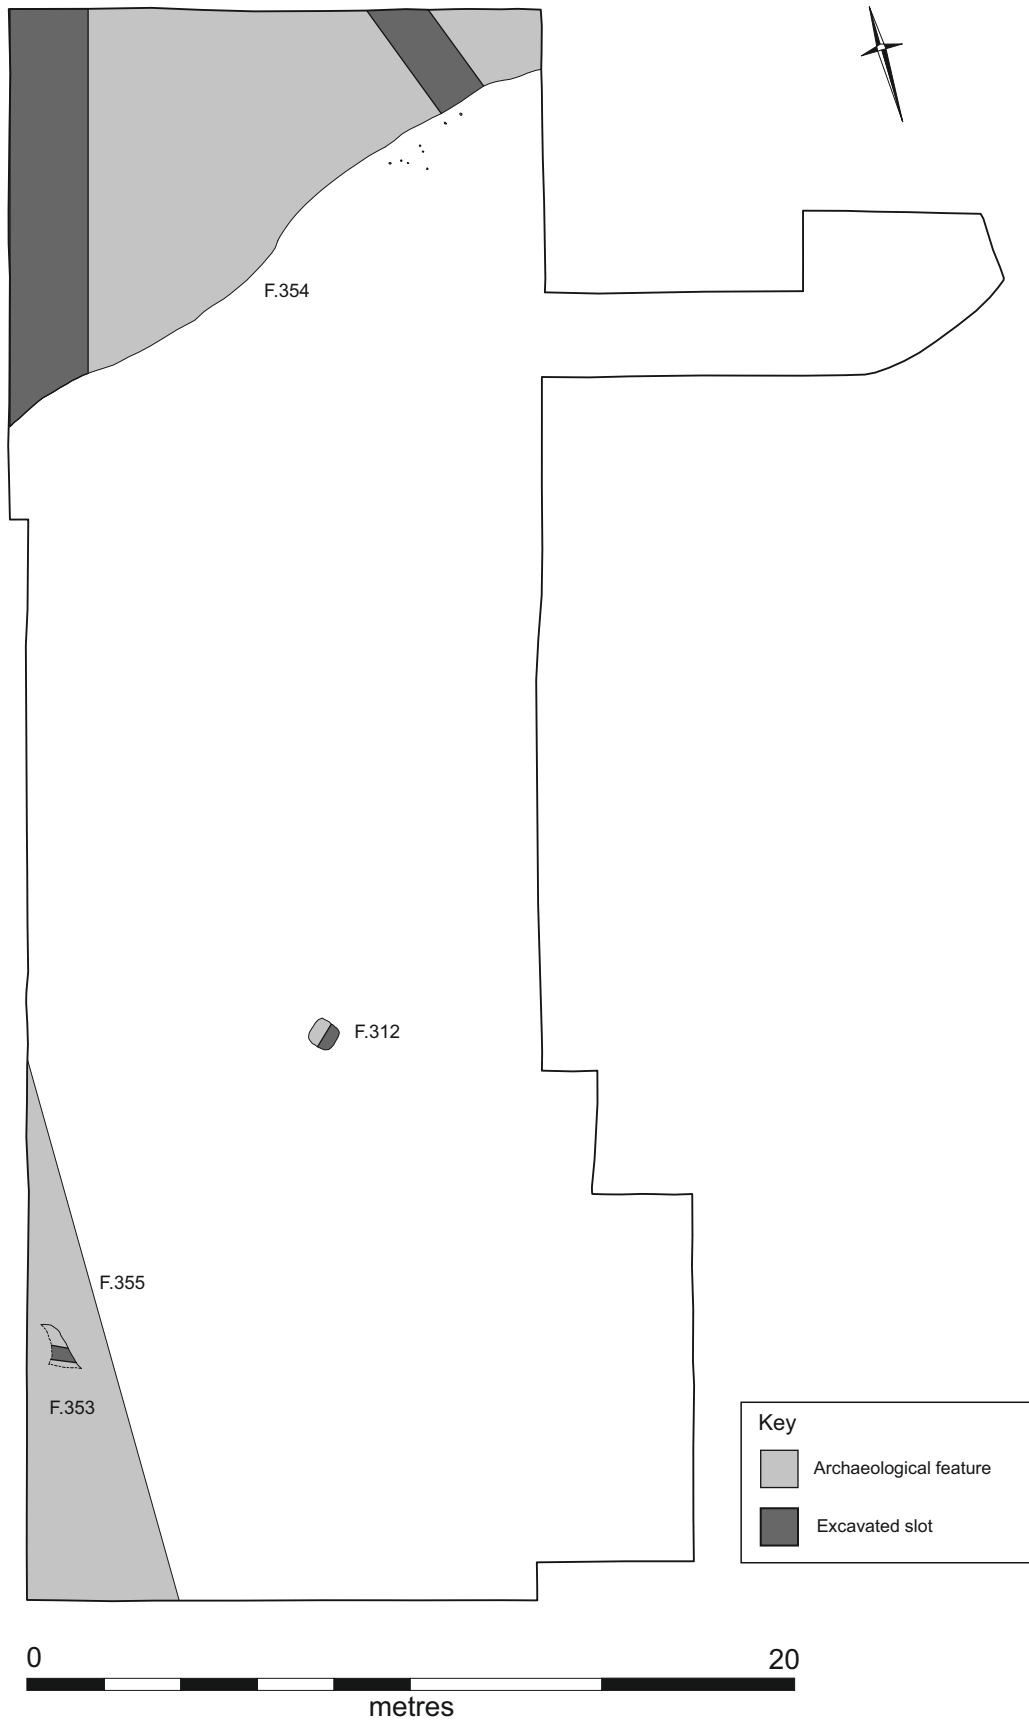 F.354
F.312
F.355
F.353
Key
Archaeological feature
Excavated slot
0 20
metres